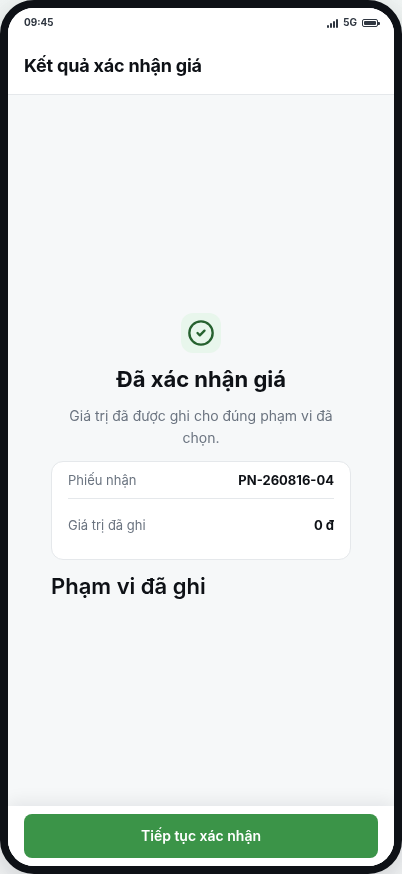 09:45
5G
Kết quả xác nhận giá
Đã xác nhận giá
Giá trị đã được ghi cho đúng phạm vi đã
chọn.
Phiếu nhận PN-260816-04
Giá trị đã ghi 0 đ
Phạm vi đã ghi
Tiếp tục xác nhận